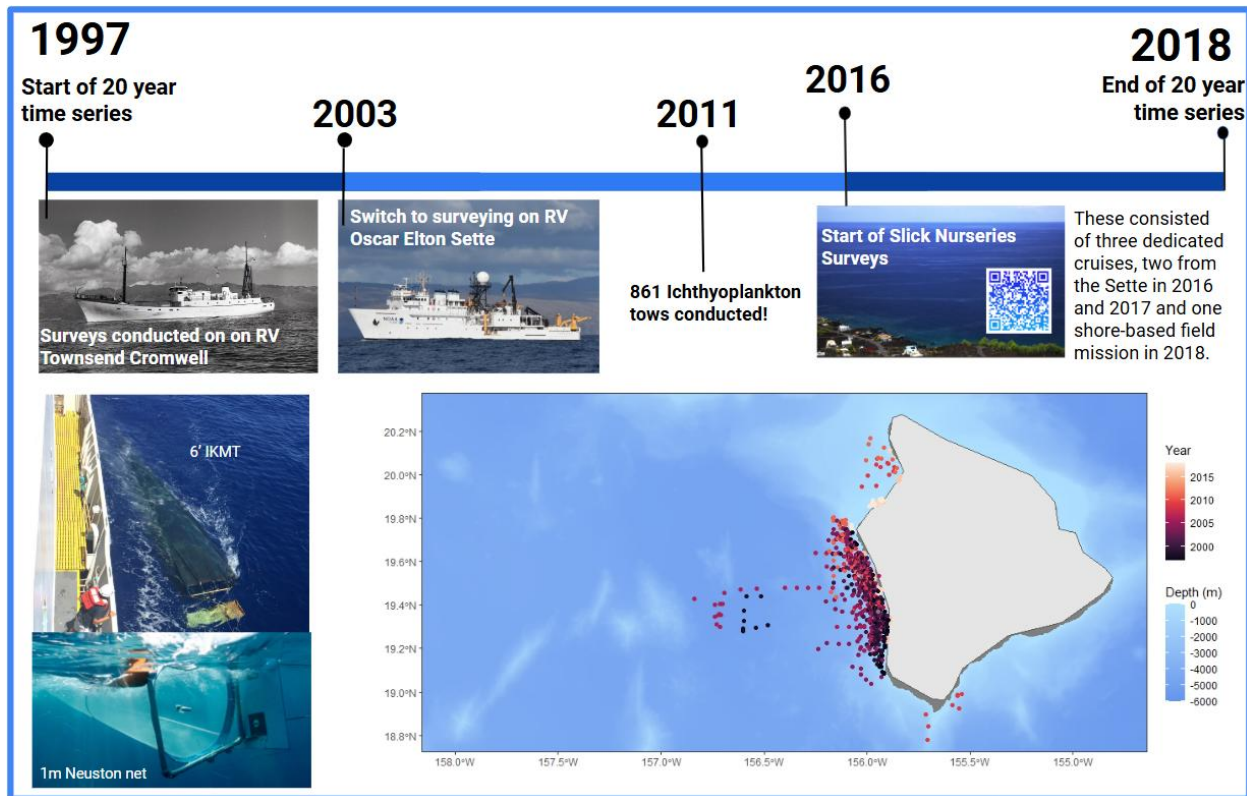 1997
Start of 20 year
time series
2003
2011
2016
2018
End of 20 year
time series
Surveys conducted on on RV
Townsend Cromwell
Switch to surveying on RV
Oscar Elton Sette
861 Ichthyoplankton
tows conducted!
Start of Slick Nurseries
Surveys
These consisted
of three dedicated
cruises, two from
the Sette in 2016
and 2017 and one
shore-based field
mission in 2018.
6' IKMT
1m Neuston net
20.2°N
20.0°N
19.8°N
19.6°N
19.4°N
19.2°N
19.0°N
18.8°N
158.0°W
157.5°W
157.0°W
156.5°W
156.0°W
155.5°W
155.0°W
Year
2015
2010
2005
2000
Depth (m)
0
-1000
-2000
-3000
-4000
-5000
-6000